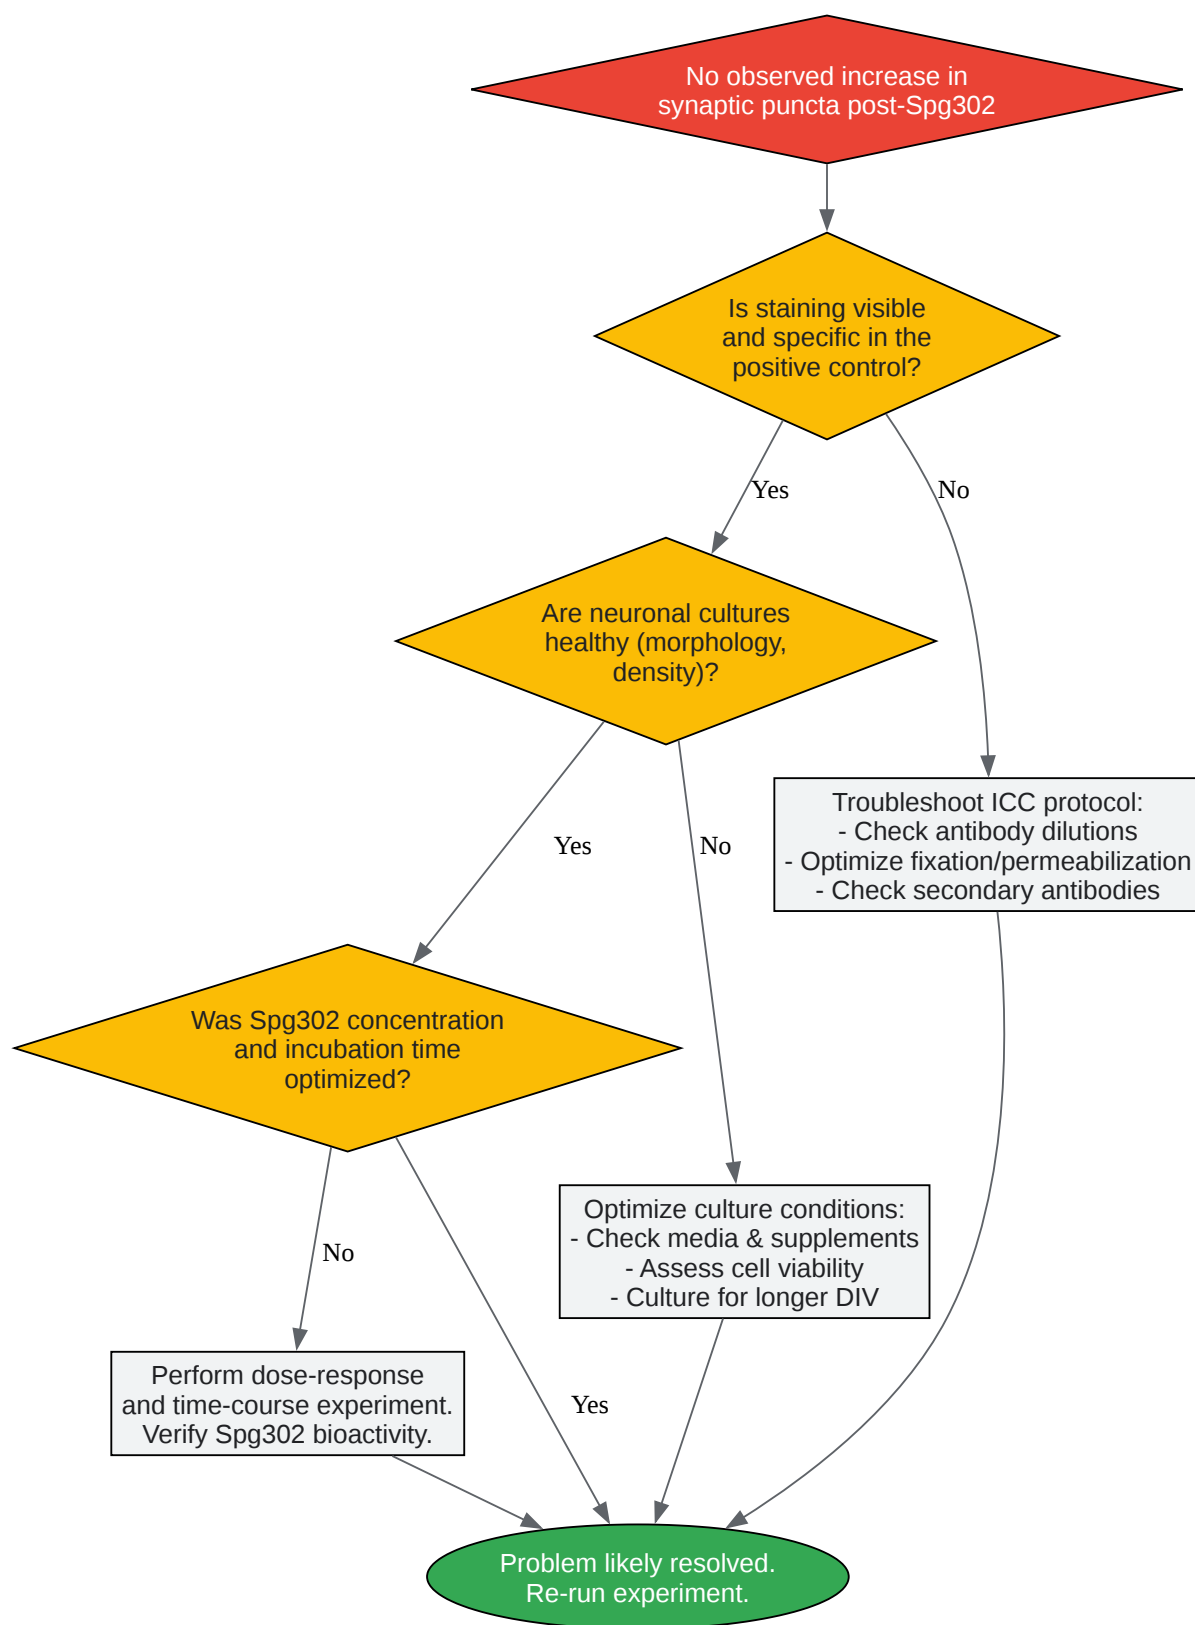 No observed increase in
synaptic puncta post-Spg302
Is staining visible
and specific in the
positive control?
Yes
No
Are neuronal cultures
healthy (morphology,
density)?
Troubleshoot ICC protocol:
- Check antibody dilutions
- Optimize fixation/permeabilization
- Check secondary antibodies
Yes
No
Was Spg302 concentration
and incubation time
optimized?
Optimize culture conditions:
- Check media & supplements
- Assess cell viability
- Culture for longer DIV
No
Yes
Perform dose-response
and time-course experiment.
Verify Spg302 bioactivity.
Problem likely resolved.
Re-run experiment.